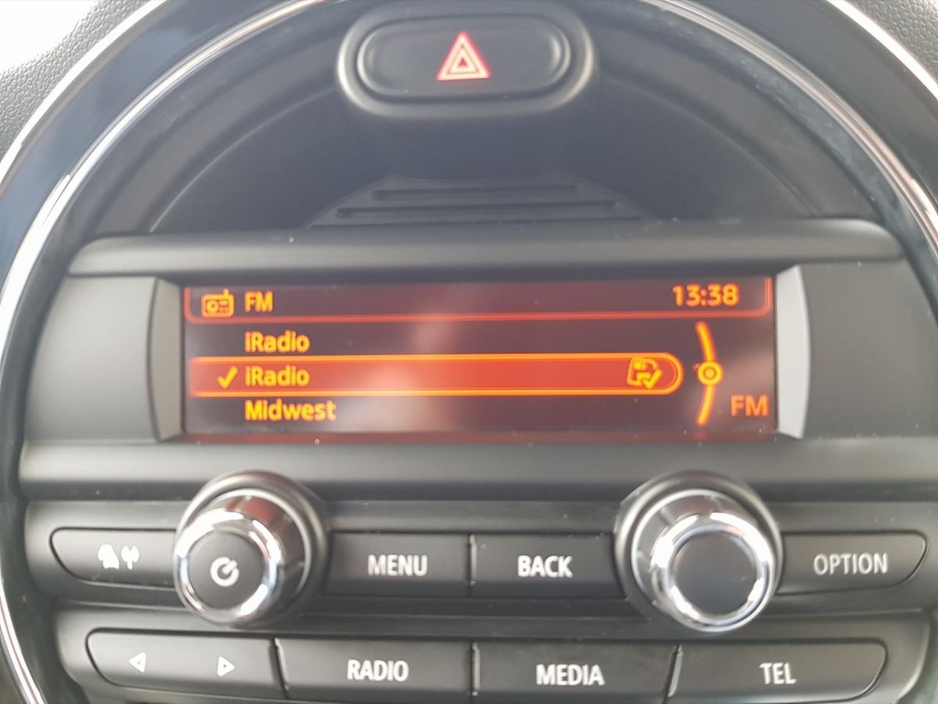 FM 13:38
iRadio
iRadio
Midwest
FM
MENU BACK OPTION
RADIO MEDIA TEL